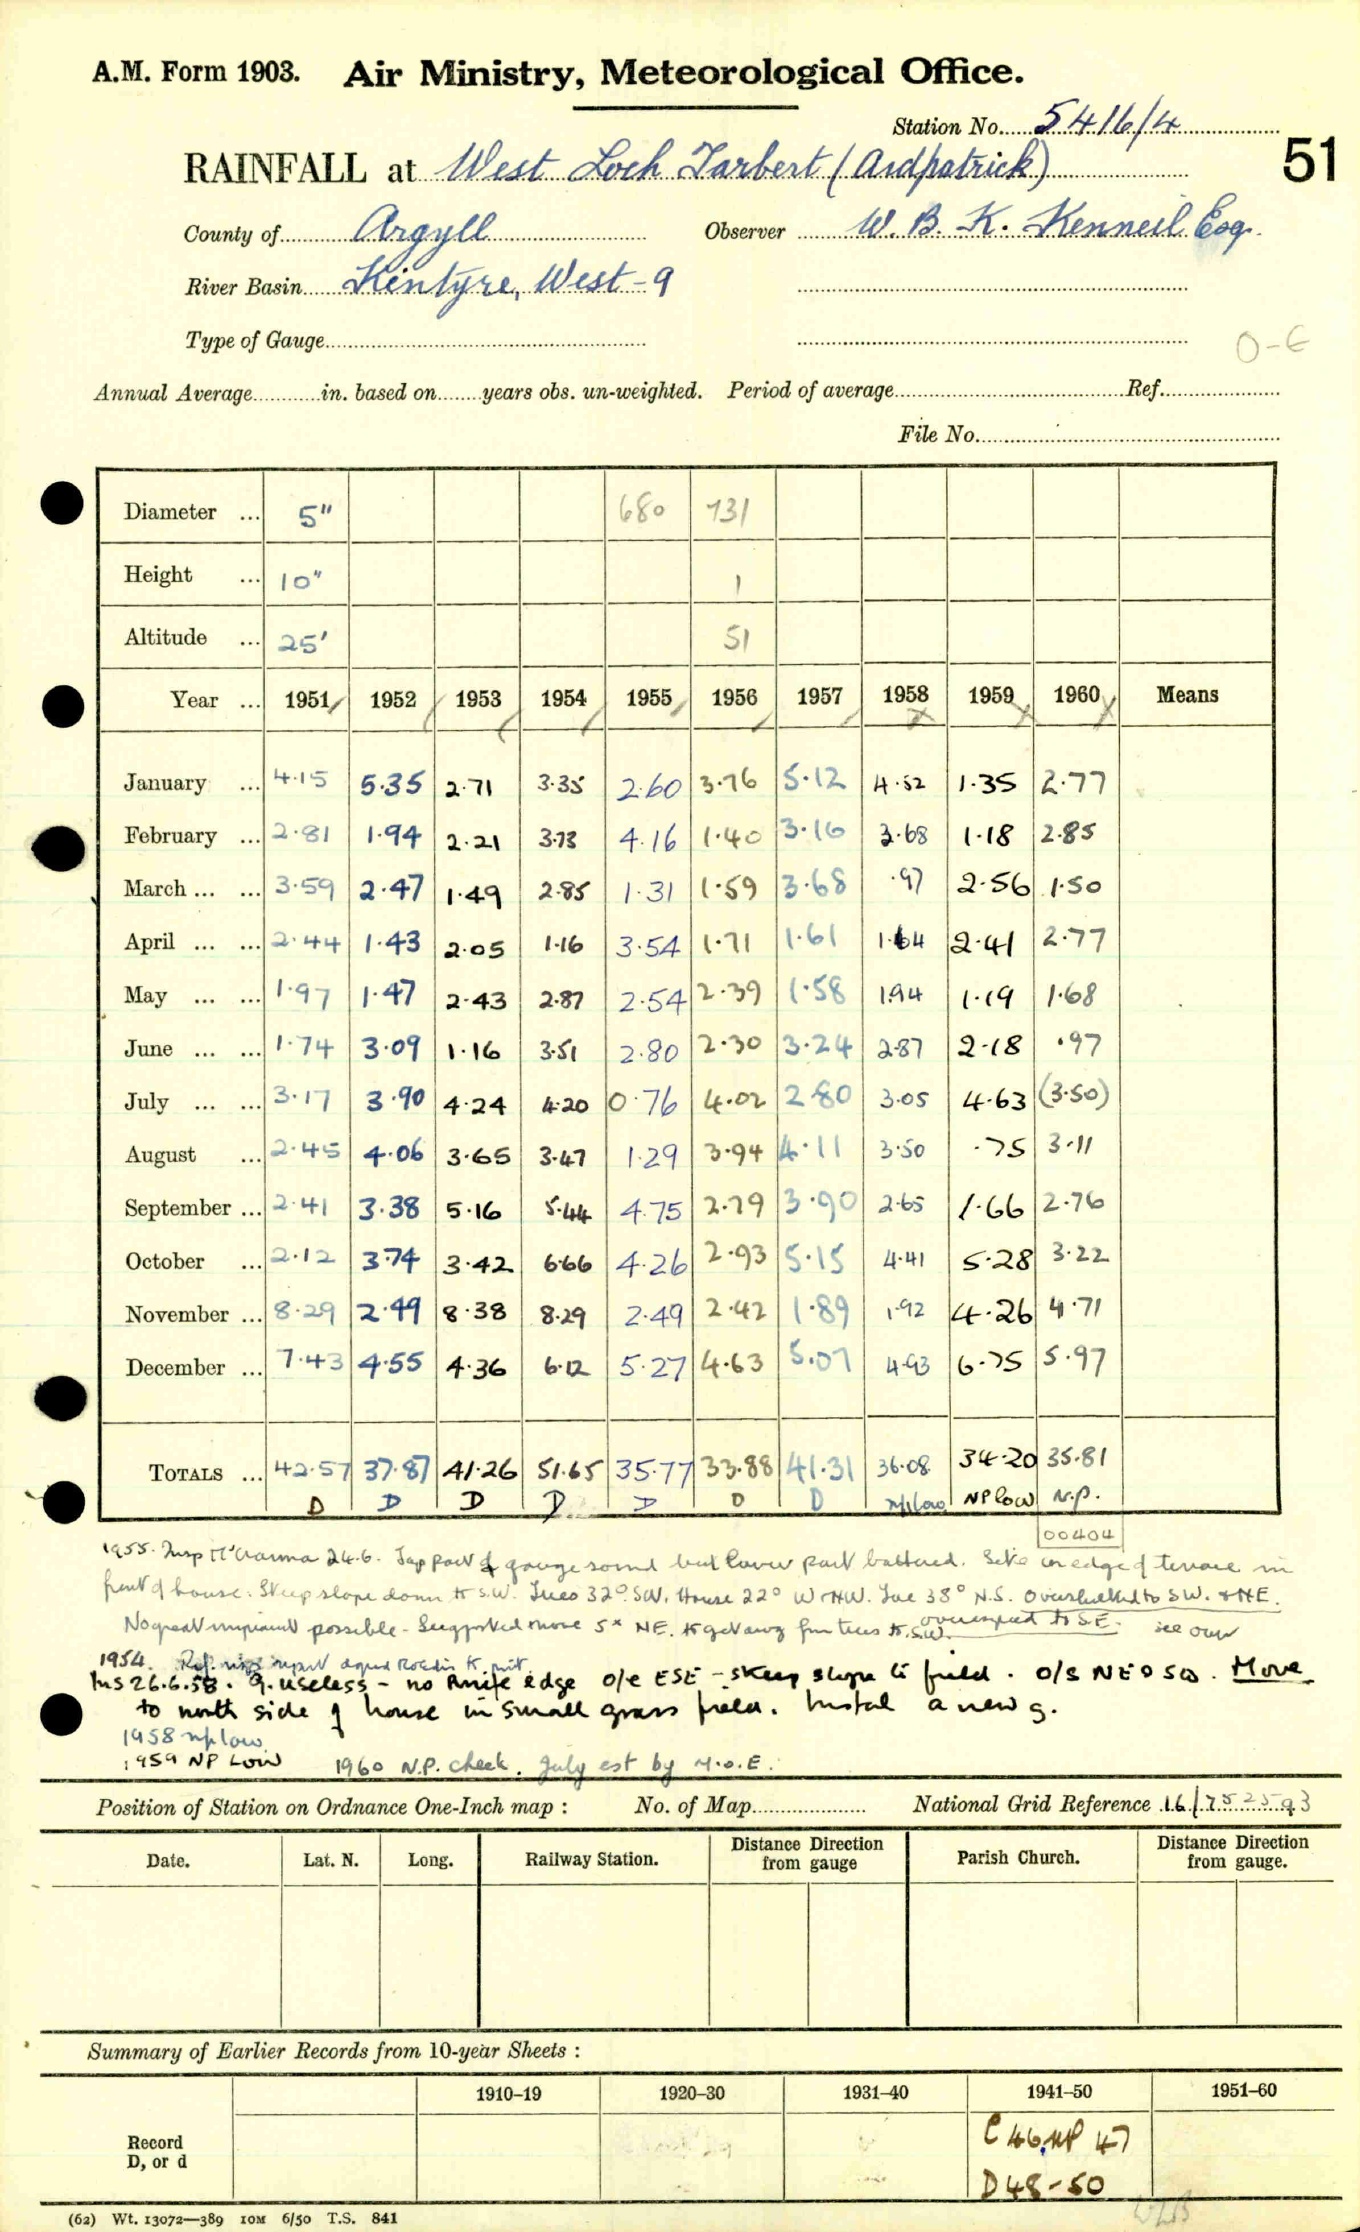 A.M. Form 1903. Air Ministry, Meteorological Office.
Station No. 5416/4
51
RAINFALL at West Loch Tarbert (Ardpatrick)
County of Argyll Observer W. B. K. Kenneil Esq.
River Basin Kintyre, West - 9
Type of Gauge
O-E
Annual Average in. based on years obs. un-weighted. Period of average Ref.
File No.
Diameter ... 5" 680 731
Height ... 10" 1
Altitude ... 25' 51
Year ... 1951 1952 1953 1954 1955 1956 1957 1958 1959 1960 Means
January ... 4.15 5.35 2.71 3.35 2.60 3.76 5.12 4.52 1.35 2.77
February ... 2.81 1.94 2.21 3.73 4.16 1.40 3.16 3.68 1.18 2.85
March ... ... 3.59 2.47 1.49 2.85 1.31 1.59 3.68 .97 2.56 1.50
April ... ... 2.44 1.43 2.05 1.16 3.54 1.71 1.61 1.64 2.41 2.77
May ... ... 1.97 1.47 2.43 2.87 2.54 2.39 1.58 1.94 1.19 1.68
June ... ... 1.74 3.09 1.16 3.51 2.80 2.30 3.24 2.87 2.18 .97
July ... ... 3.17 3.90 4.24 4.20 0.76 4.02 2.80 3.05 4.63 (3.50)
August ... 2.45 4.06 3.65 3.47 1.29 3.94 4.11 3.50 .75 3.11
September ... 2.41 3.38 5.16 5.44 4.75 2.79 3.90 2.65 1.66 2.76
October ... 2.12 3.74 3.42 6.66 4.26 2.93 5.15 4.41 5.28 3.22
November ... 8.29 2.49 8.38 8.29 2.49 2.42 1.89 1.92 4.26 4.71
December ... 7.43 4.55 4.36 6.12 5.27 4.63 5.07 4.93 6.75 5.97
TOTALS ... 42.57 37.87 41.26 51.65 35.77 33.88 41.31 36.08 34.20 35.81
D D D D D D D np low NP low N.P.
00404
1955. Insp 24.6. Top part of gauge sound but lower part battered. Site on edge of terrace in
front of house. Steep slope down to S.W. Trees 32° SW. House 22° WNW. Tree 38° N.S. Oversheltered to SW. + NE.
No great improvement possible - Suggested move 5x NE. to get away from trees to SW. overexposed to S.E. see over
1954.
Ins 26.6.58. g. useless - no knife edge o/e ESE - steep slope to field. o/s NE & SW. Move
to north side of house in small grass field. Instal a new g.
1958 np low
1959 NP Low 1960 N.P. check. July est by M.O.E.
Position of Station on Ordnance One-Inch map : No. of Map National Grid Reference 16/752593
Date. Lat. N. Long. Railway Station. Distance Direction from gauge Parish Church. Distance Direction from gauge.
Summary of Earlier Records from 10-year Sheets :
1910-19 1920-30 1931-40 1941-50 1951-60
Record D, or d
C 46 NP 47
D 48-50
(62) Wt. 13072—389 10M 6/50 T.S. 841